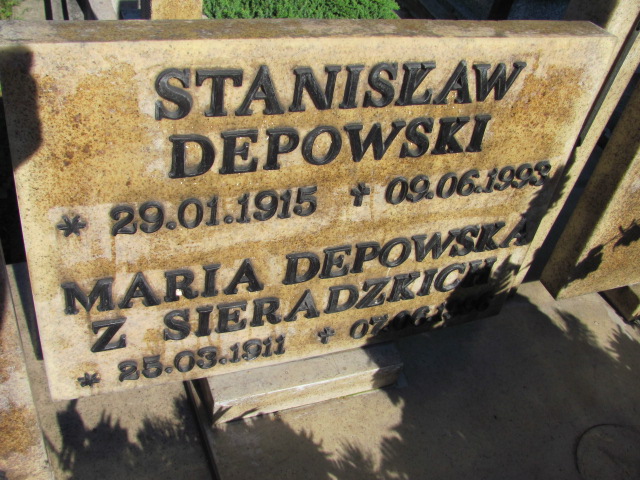 STANISŁAW
DEPOWSKI
* 29.01.1915 + 09.06.1993
MARIA DEPOWSKA
Z SIERADZKICH
* 25.03.1911 +